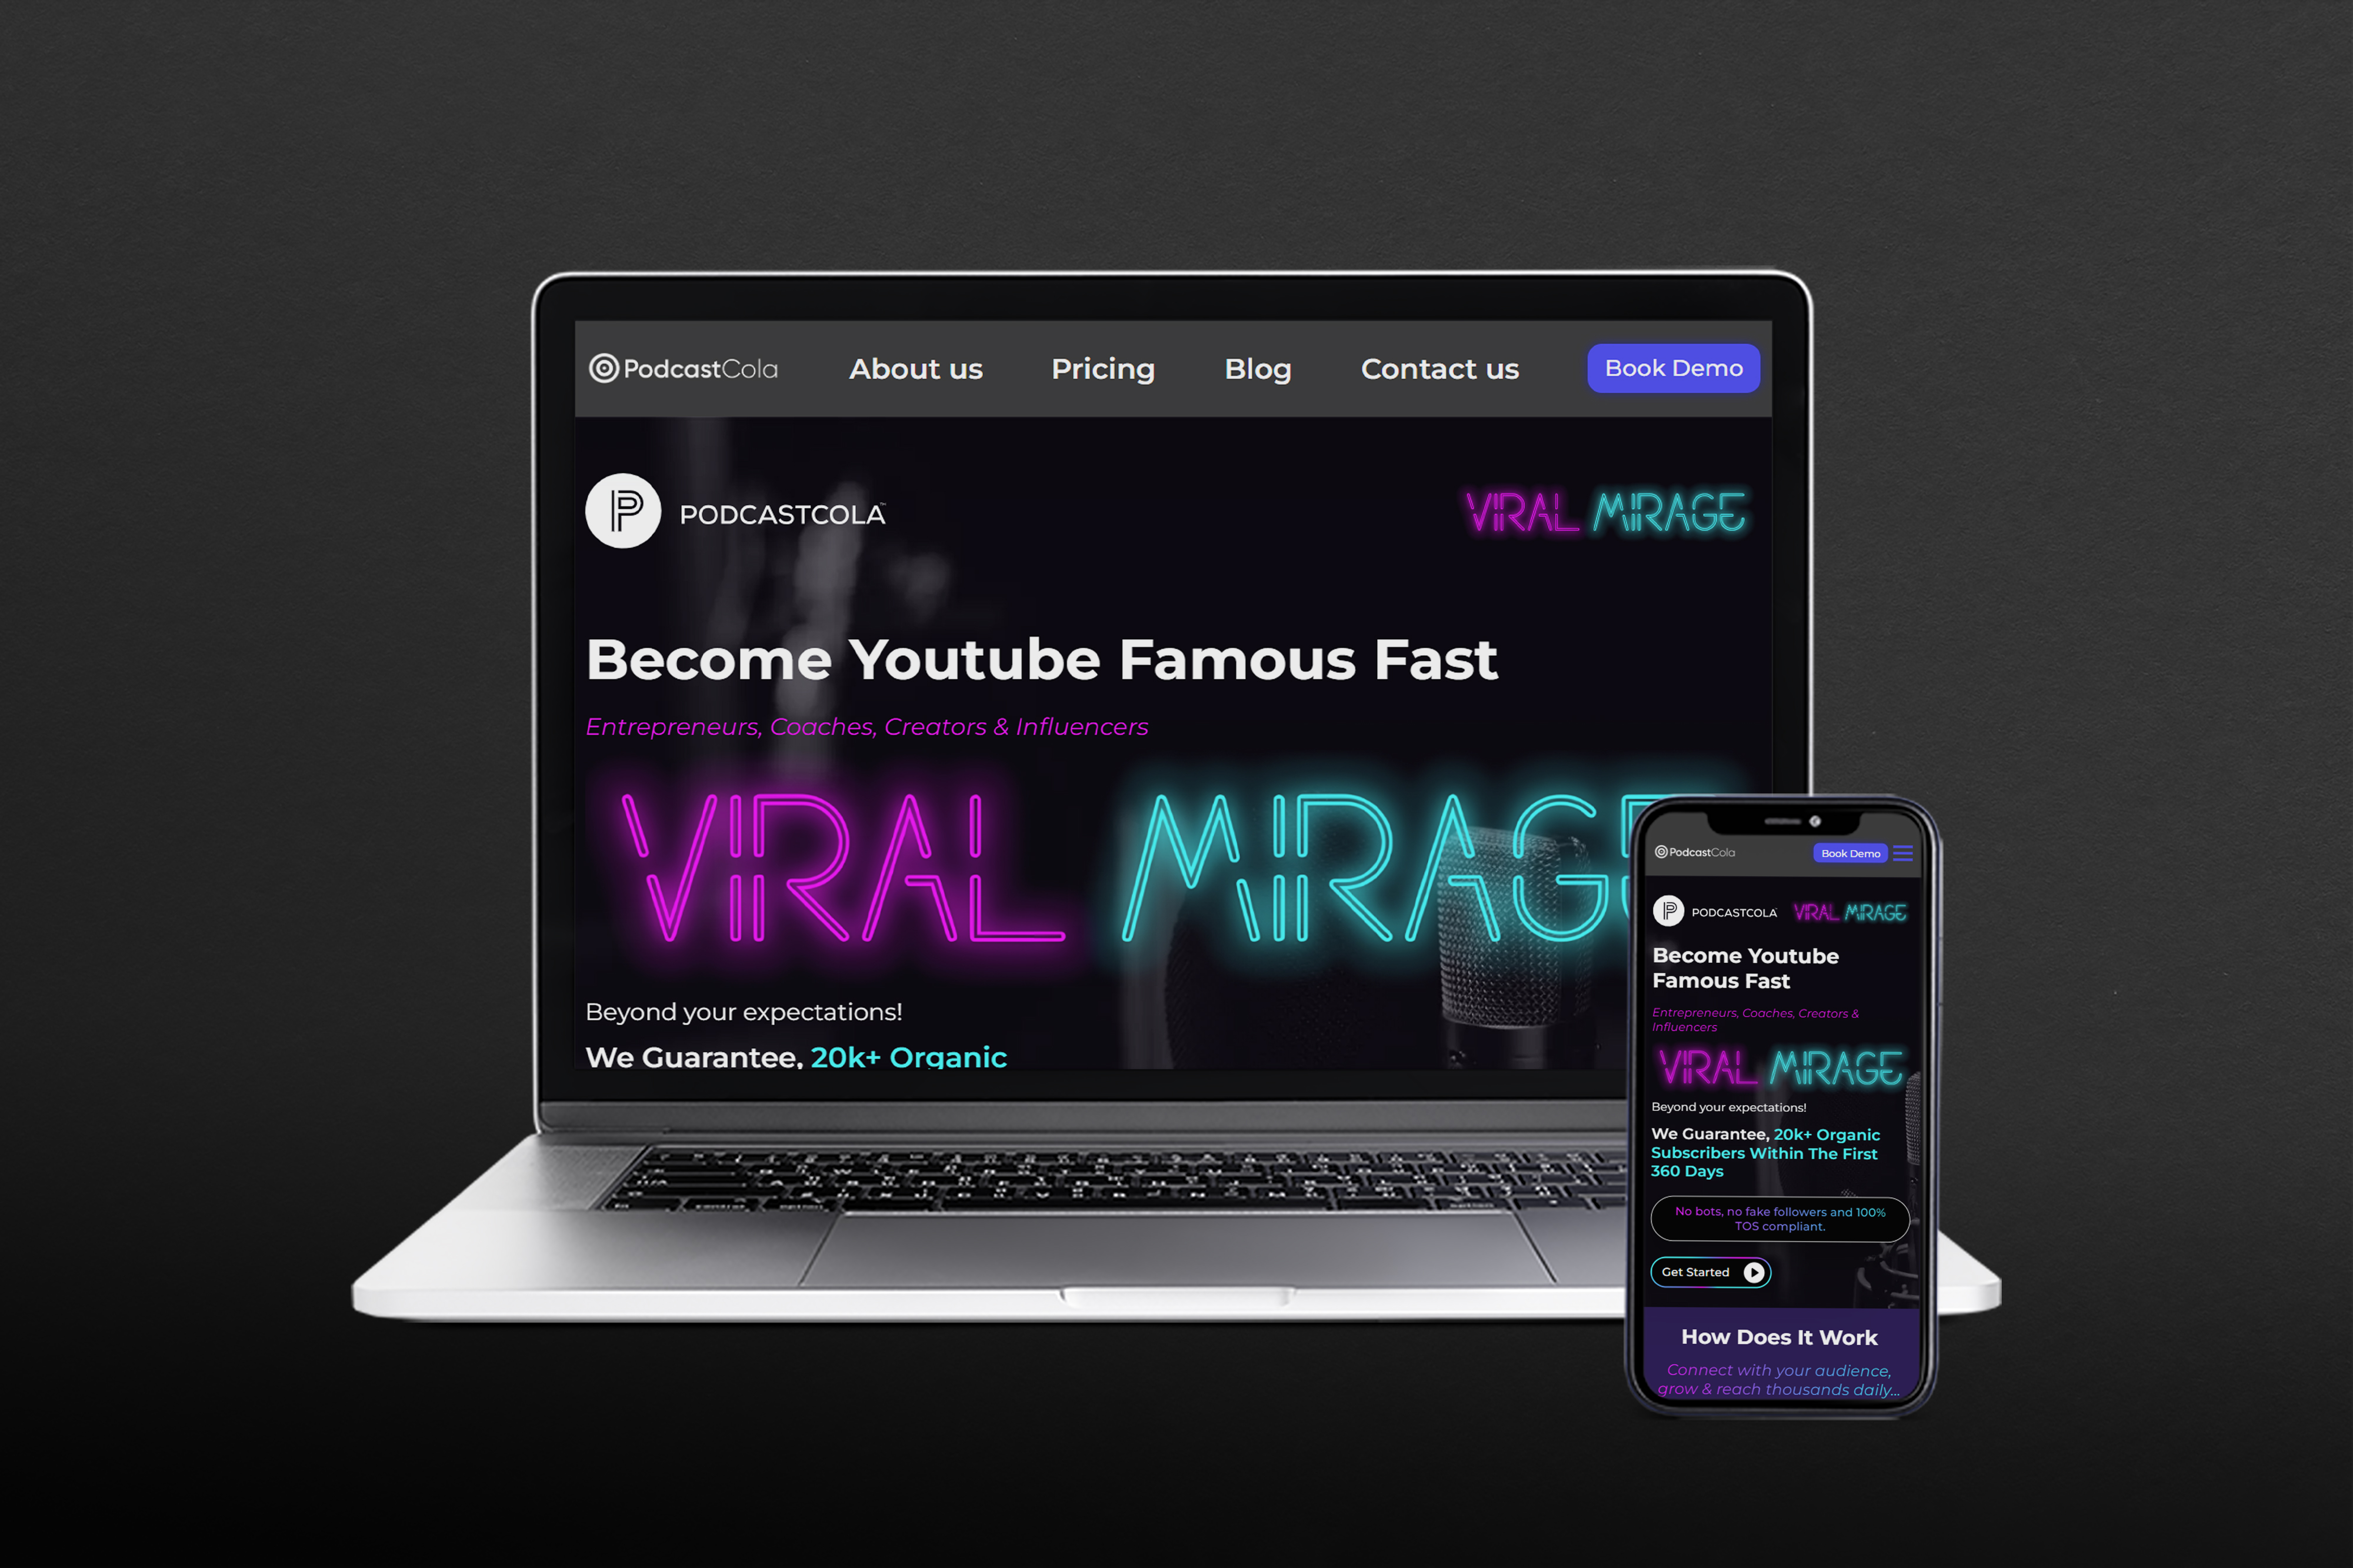 PodcastCola
About us
Pricing
Blog
Contact us
Book Demo
PODCASTCOLA
VIRAL MIRAGE
Become Youtube Famous Fast
Entrepreneurs, Coaches, Creators & Influencers
VIRAL MIRAGE
Beyond your expectations!
We Guarantee, 20k+ Organic
PodcastCola
Book Demo
PODCASTCOLA
VIRAL MIRAGE
Become Youtube
Famous Fast
Entrepreneurs, Coaches, Creators &
Influencers
VIRAL MIRAGE
Beyond your expectations!
We Guarantee, 20k+ Organic
Subscribers Within The First
360 Days
No bots, no fake followers and 100%
TOS compliant.
Get Started
How Does It Work
Connect with your audience,
grow & reach thousands daily...